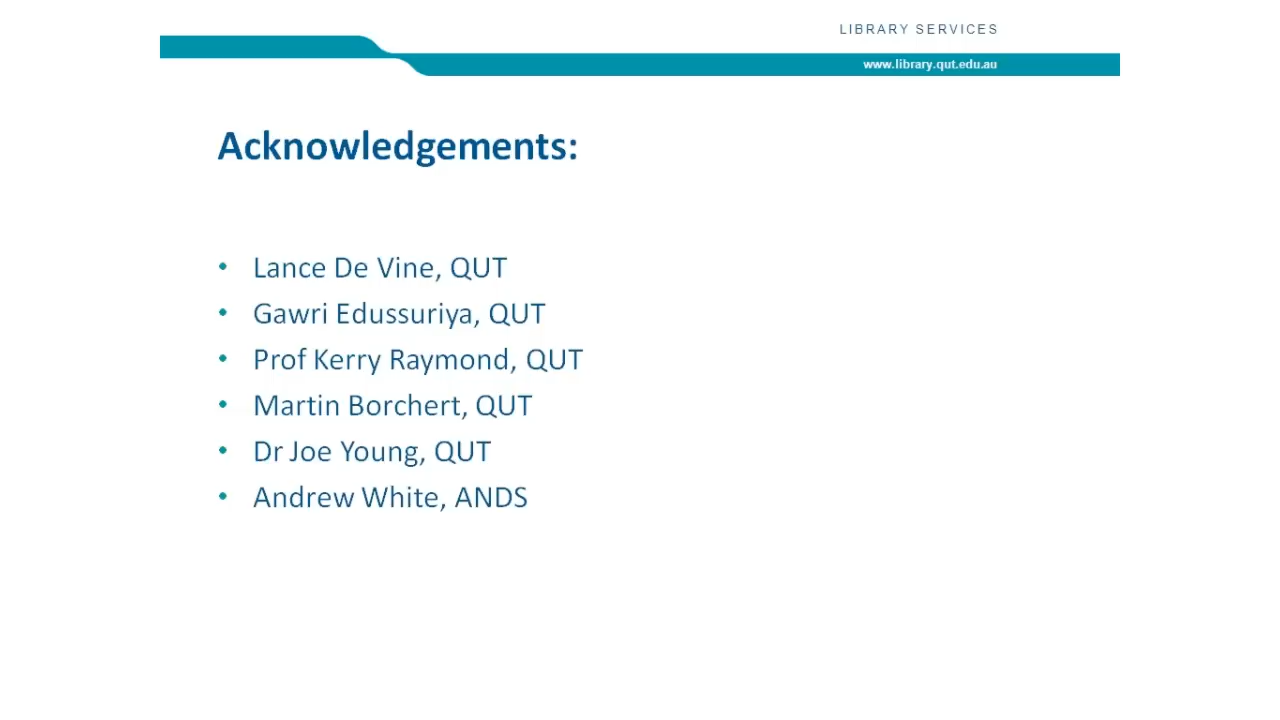 LIBRARY SERVICES
www.library.qut.edu.au
Acknowledgements:
• Lance De Vine, QUT
• Gawri Edussuriya, QUT
• Prof Kerry Raymond, QUT
• Martin Borchert, QUT
• Dr Joe Young, QUT
• Andrew White, ANDS